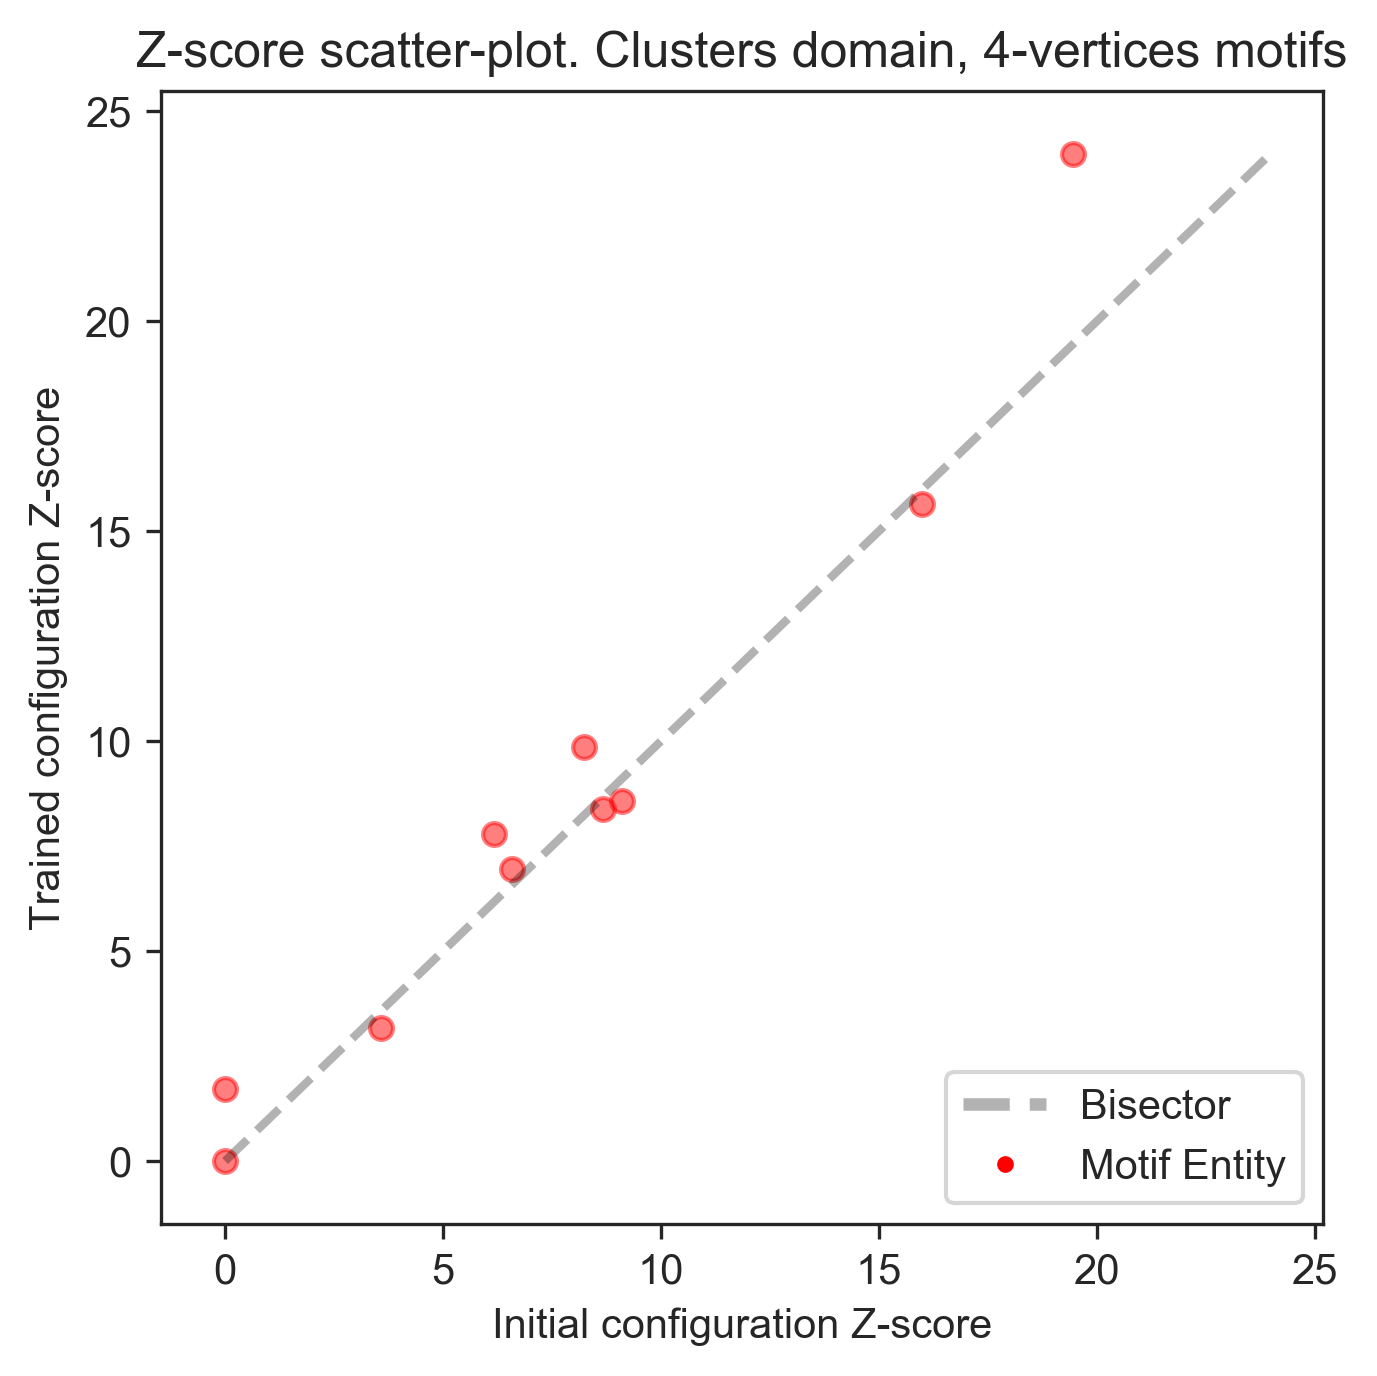 Z-score scatter-plot. Clusters domain, 4-vertices motifs
Trained configuration Z-score
25
20
15
10
5
0
0 5 10 15 20 25
Initial configuration Z-score
Bisector
Motif Entity